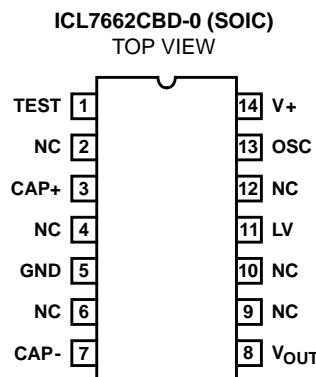 ICL7662CBD-0 (SOIC)
TOP VIEW
TEST 1 14 V+
NC 2 13 OSC
CAP+ 3 12 NC
NC 4 11 LV
GND 5 10 NC
NC 6 9 NC
CAP- 7 8 VOUT